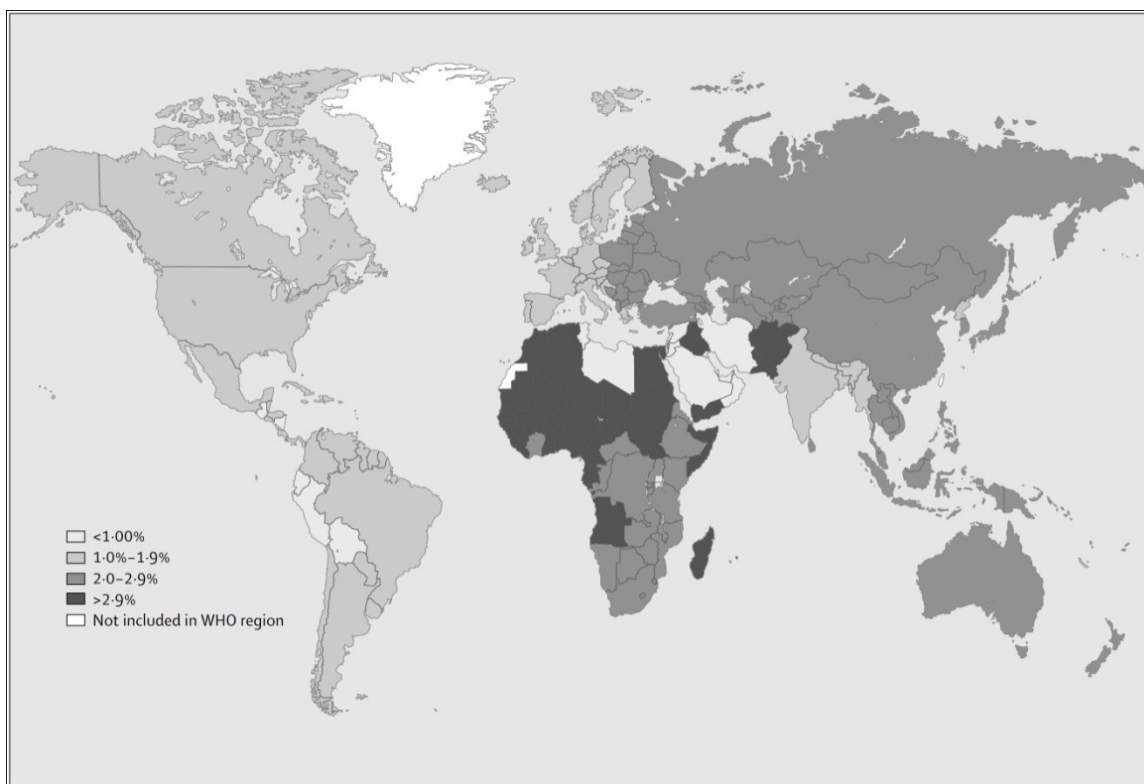 <1·00%
1·0%–1·9%
2·0–2·9%
>2·9%
Not included in WHO region